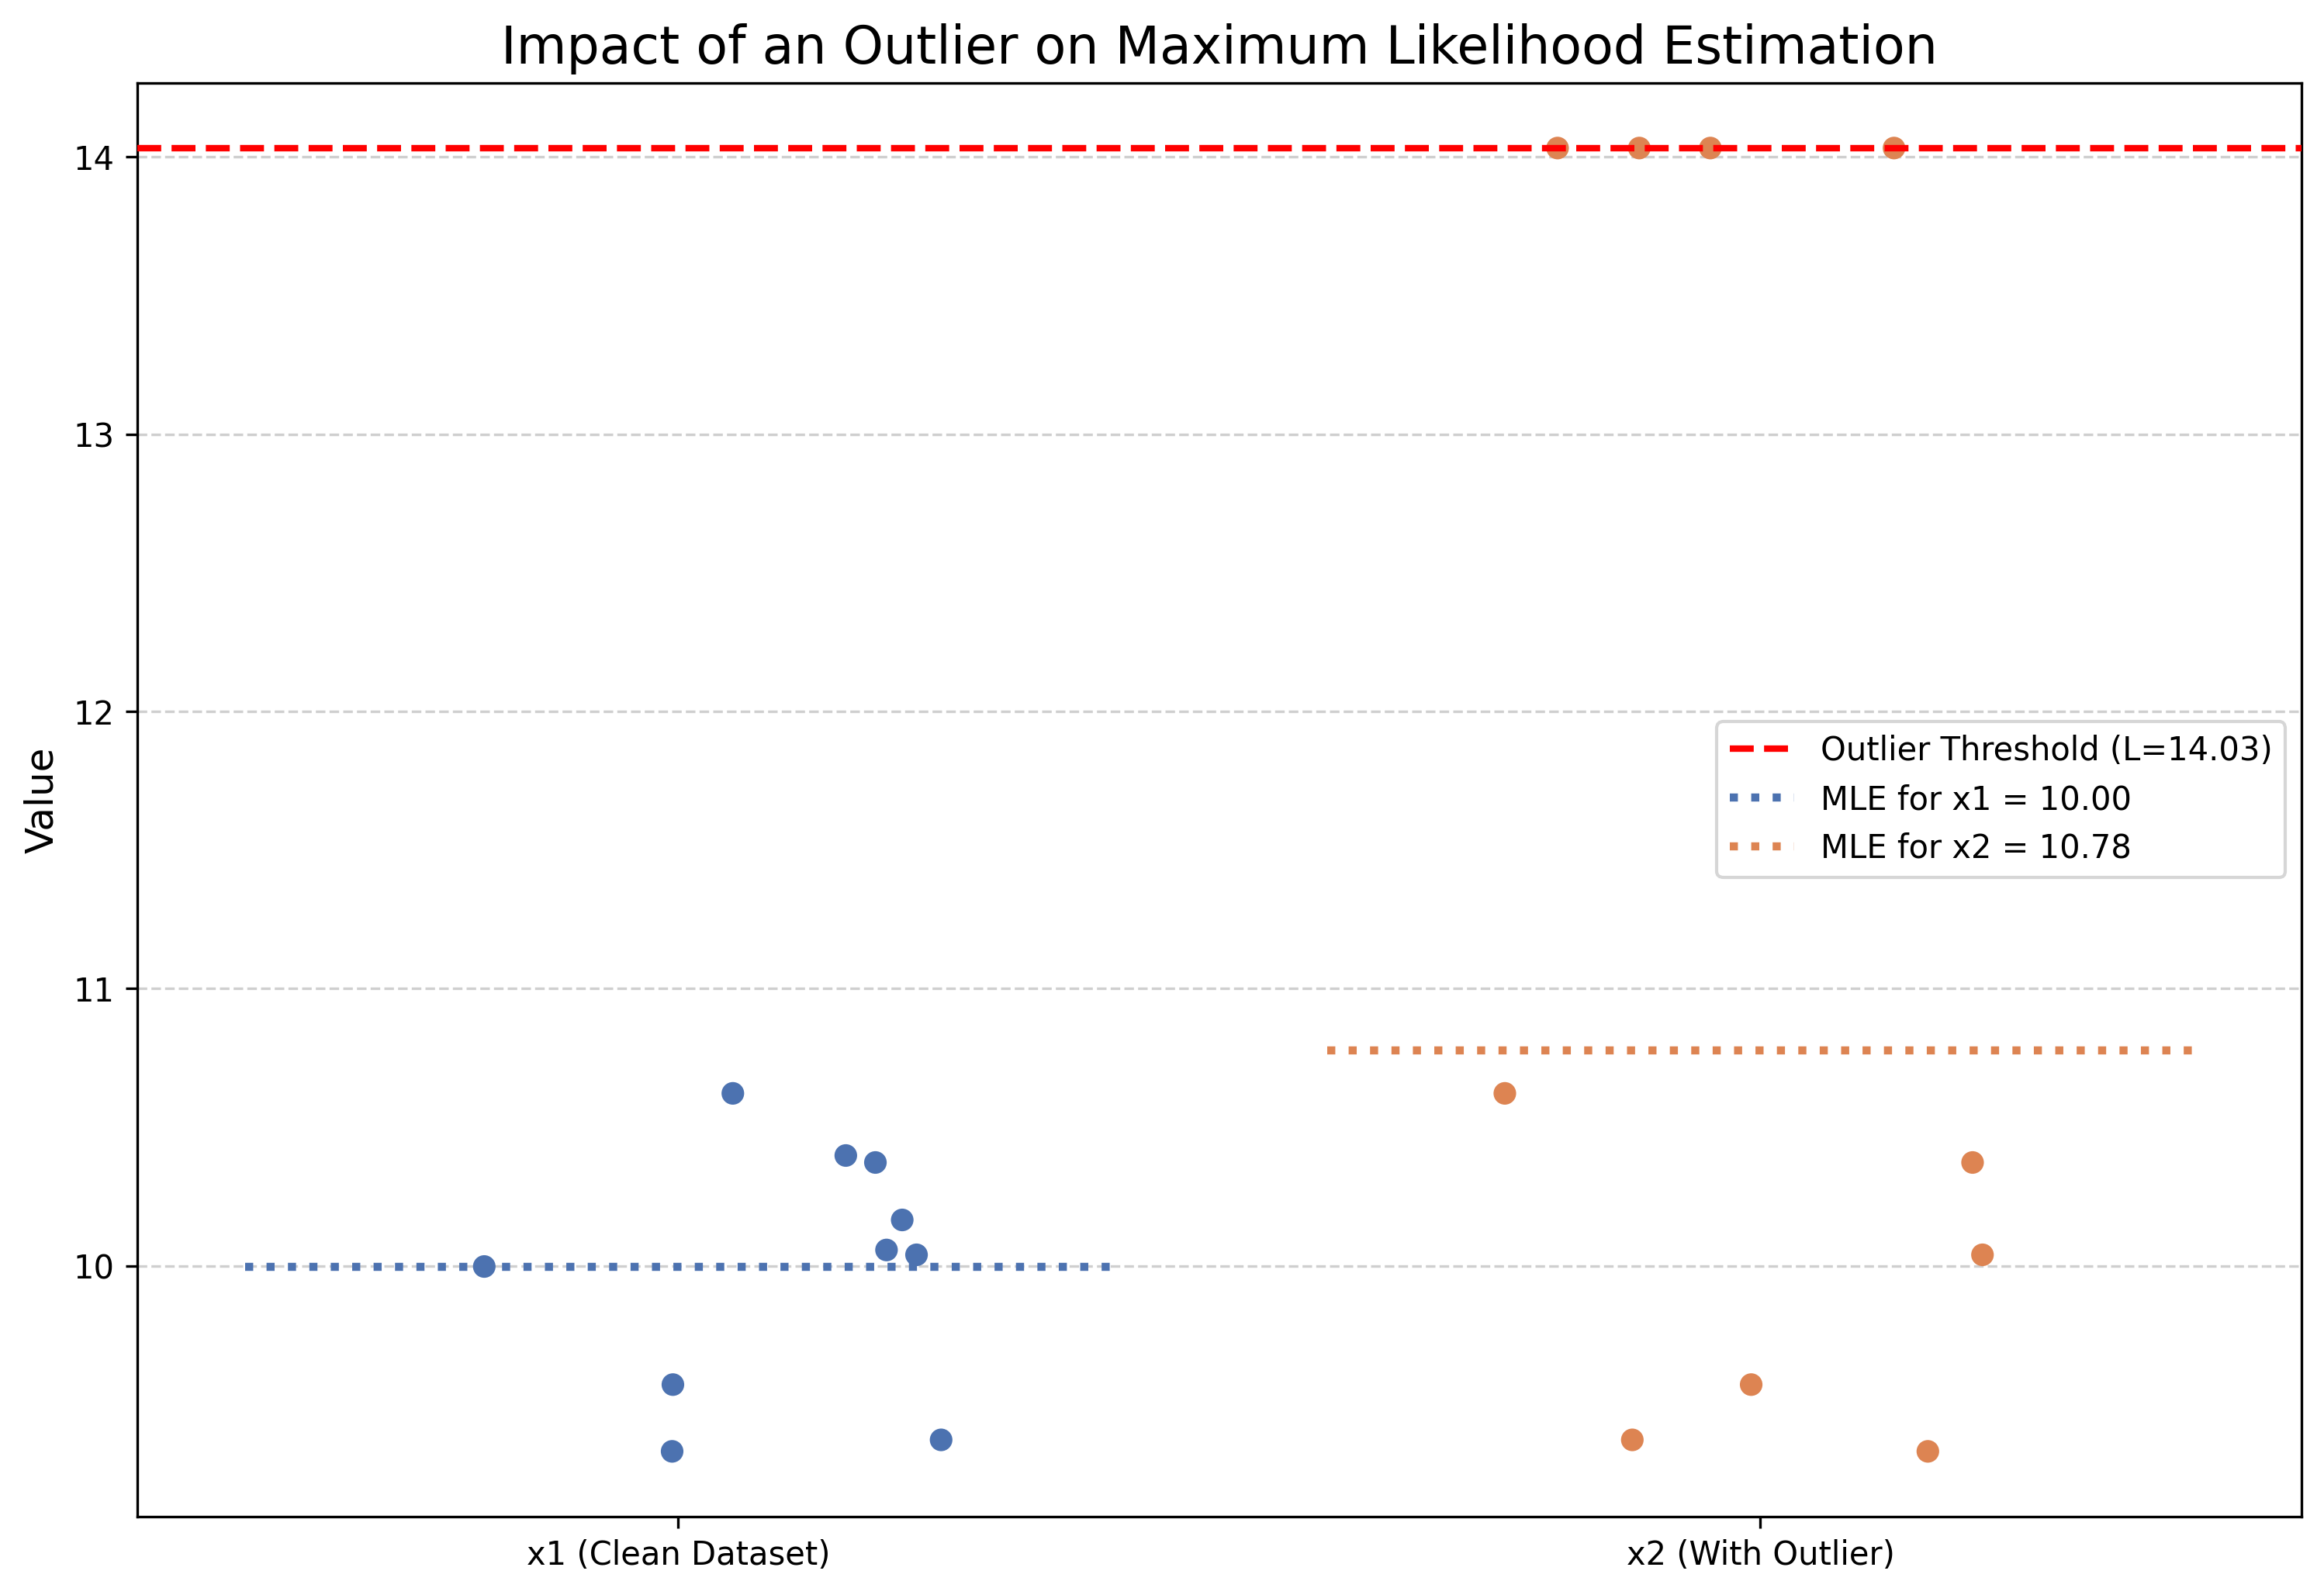 Impact of an Outlier on Maximum Likelihood Estimation
14
13
12
11
10
Value
Outlier Threshold (L=14.03)
MLE for x1 = 10.00
MLE for x2 = 10.78
x1 (Clean Dataset)
x2 (With Outlier)